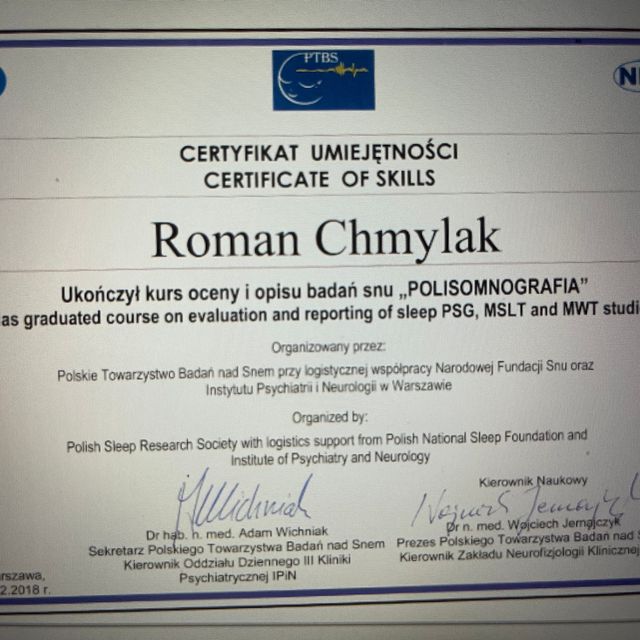 PTBS
CERTYFIKAT UMIEJĘTNOŚCI
CERTIFICATE OF SKILLS
Roman Chmylak
Ukończył kurs oceny i opisu badań snu „POLISOMNOGRAFIA”
as graduated course on evaluation and reporting of sleep PSG, MSLT and MWT studi
Organizowany przez:
Polskie Towarzystwo Badań nad Snem przy logistycznej współpracy Narodowej Fundacji Snu oraz
Instytutu Psychiatrii i Neurologii w Warszawie
Organized by:
Polish Sleep Research Society with logistics support from Polish National Sleep Foundation and
Institute of Psychiatry and Neurology
Kierownik Naukowy
Dr hab. n. med. Adam Wichniak
Sekretarz Polskiego Towarzystwa Badań nad Snem
Kierownik Oddziału Dziennego III Kliniki
Psychiatrycznej IPiN
Dr n. med. Wojciech Jernajczyk
Prezes Polskiego Towarzystwa Badań nad S
Kierownik Zakładu Neurofizjologii Klinicznej
rszawa,
2.2018 r.